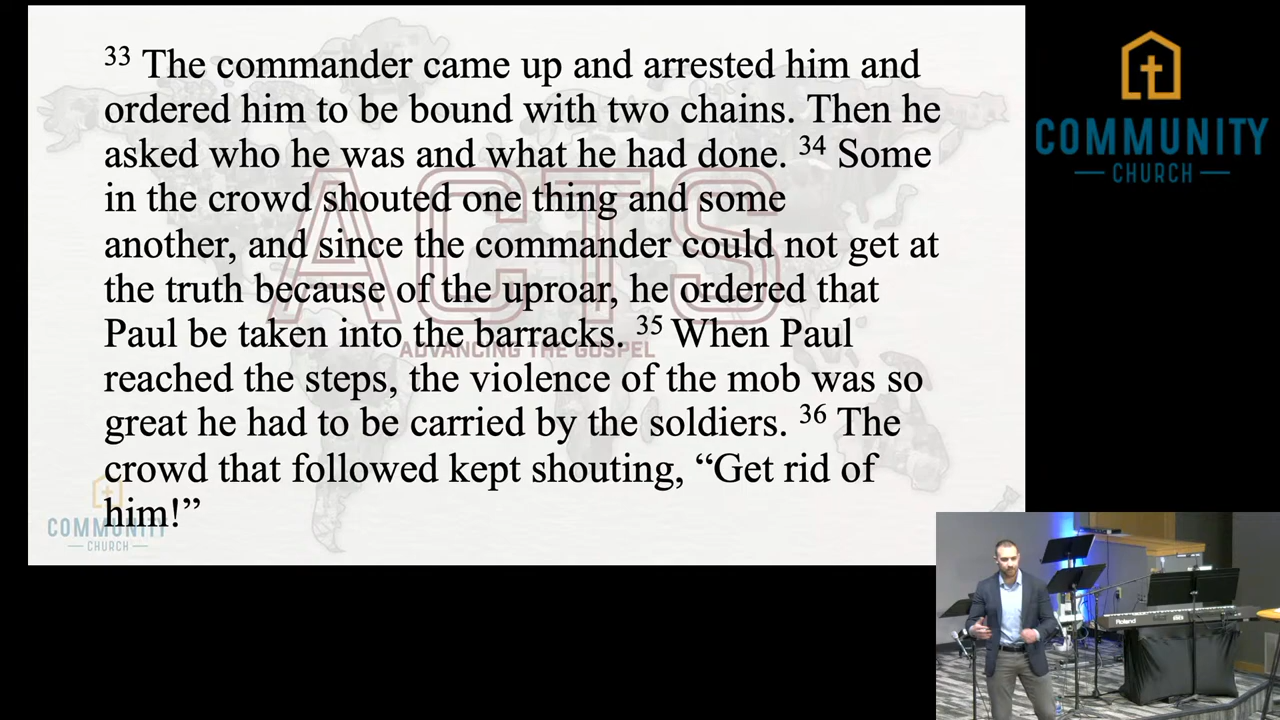 33 The commander came up and arrested him and
ordered him to be bound with two chains. Then he
asked who he was and what he had done. 34 Some
in the crowd shouted one thing and some
another, and since the commander could not get at
the truth because of the uproar, he ordered that
Paul be taken into the barracks. 35 When Paul
reached the steps, the violence of the mob was so
great he had to be carried by the soldiers. 36 The
crowd that followed kept shouting, “Get rid of
him!”
ACTS
ADVANCING THE GOSPEL
COMMUNITY
CHURCH
COMMUNITY
CHURCH
Roland